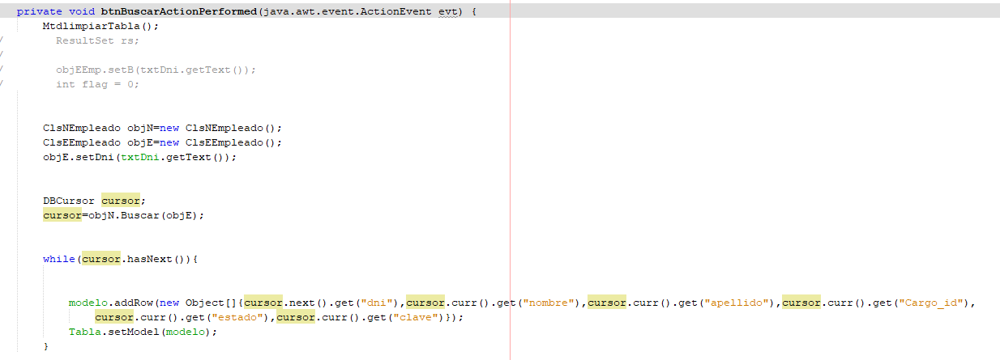 private void btnBuscarActionPerformed(java.awt.event.ActionEvent evt) {
MtdlimpiarTabla();
/ ResultSet rs;
/
/ objEEmp.setB(txtDni.getText());
/ int flag = 0;
ClsNEmpleado objN=new ClsNEmpleado();
ClsEEmpleado objE=new ClsEEmpleado();
objE.setDni(txtDni.getText());
DBCursor cursor;
cursor=objN.Buscar(objE);
while(cursor.hasNext()){
modelo.addRow(new Object[]{cursor.next().get("dni"),cursor.curr().get("nombre"),cursor.curr().get("apellido"),cursor.curr().get("Cargo_id"),
cursor.curr().get("estado"),cursor.curr().get("clave")});
Tabla.setModel(modelo);
}